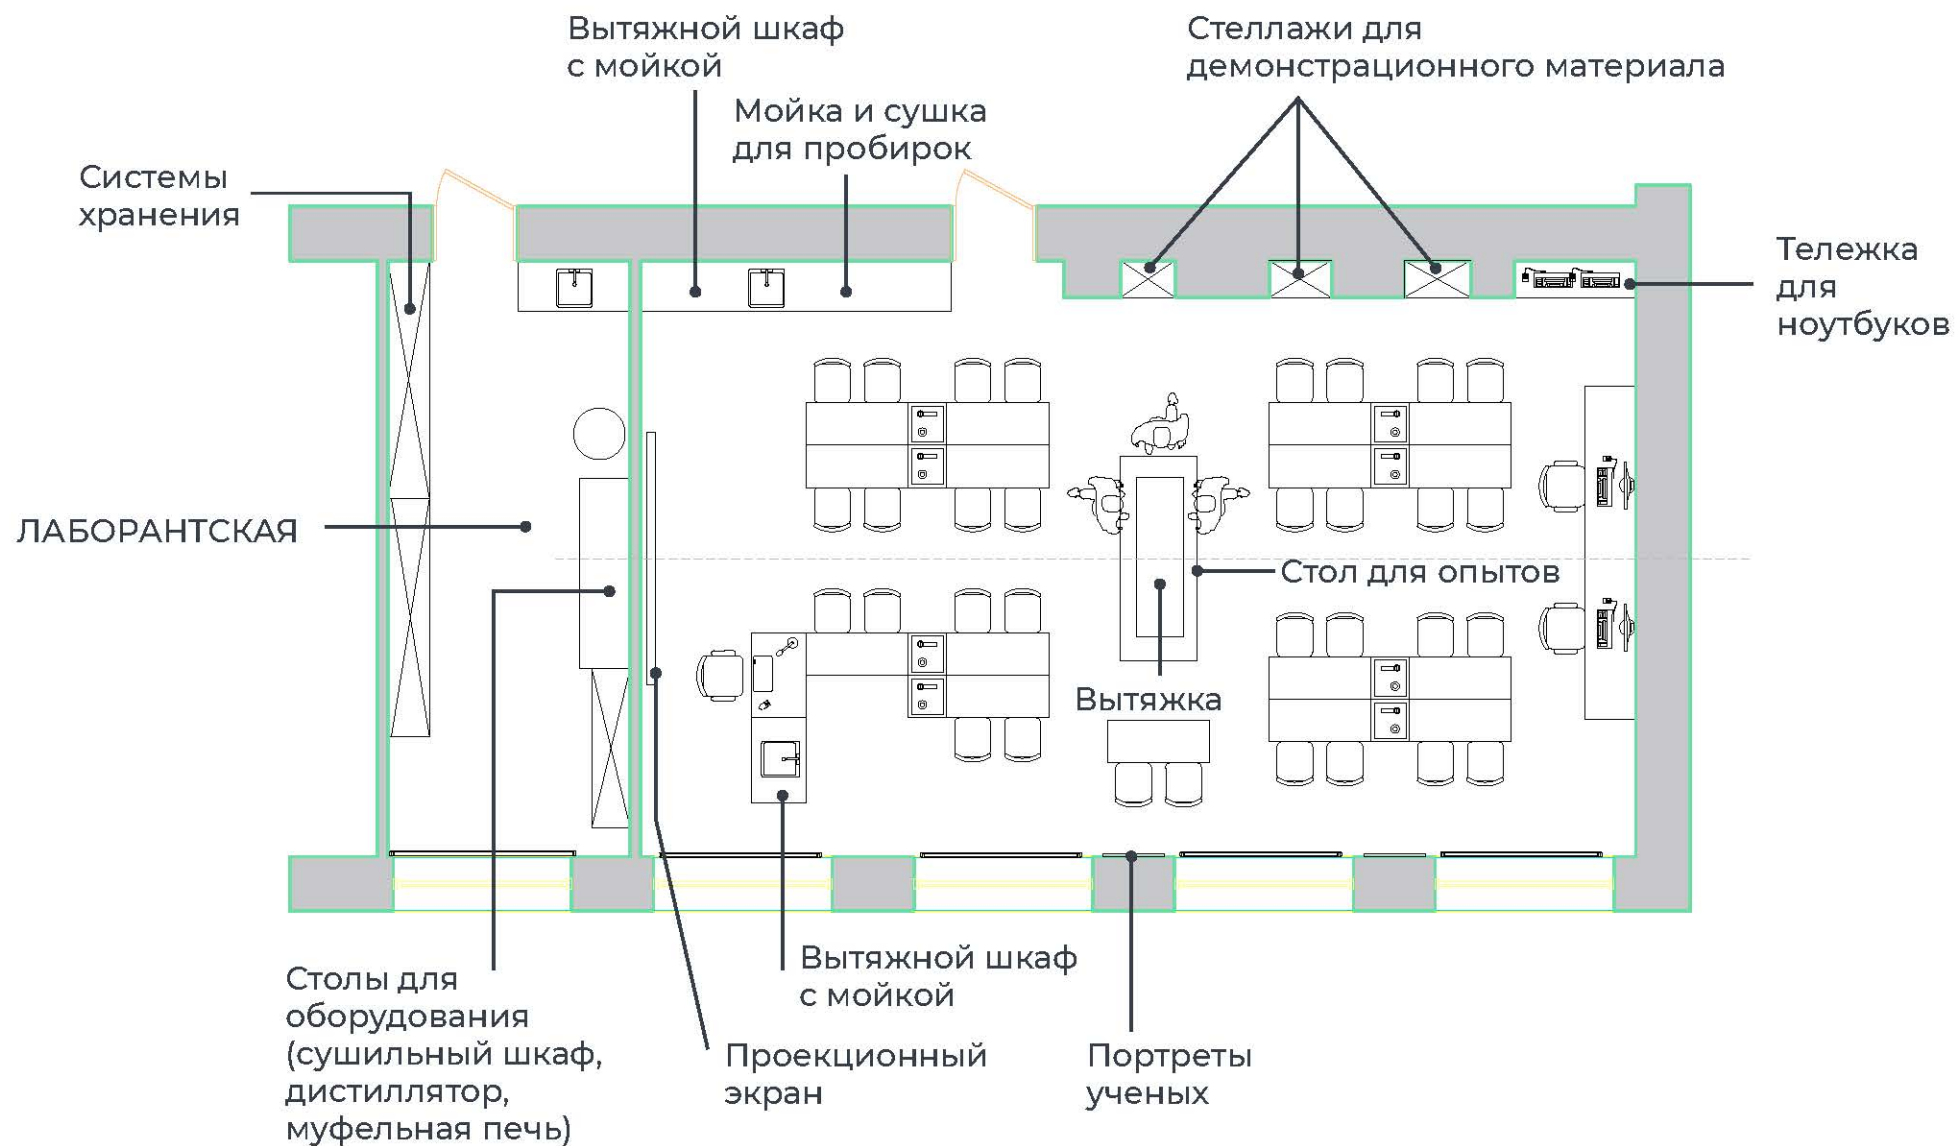 Вытяжной шкаф
с мойкой
Стеллажи для
демонстрационного материала
Мойка и сушка
для пробирок
Системы
хранения
Тележка
для
ноутбуков
ЛАБОРАНТСКАЯ
Стол для опытов
Вытяжка
Столы для
оборудования
(сушильный шкаф,
дистиллятор,
муфельная печь)
Вытяжной шкаф
с мойкой
Проекционный
экран
Портреты
ученых